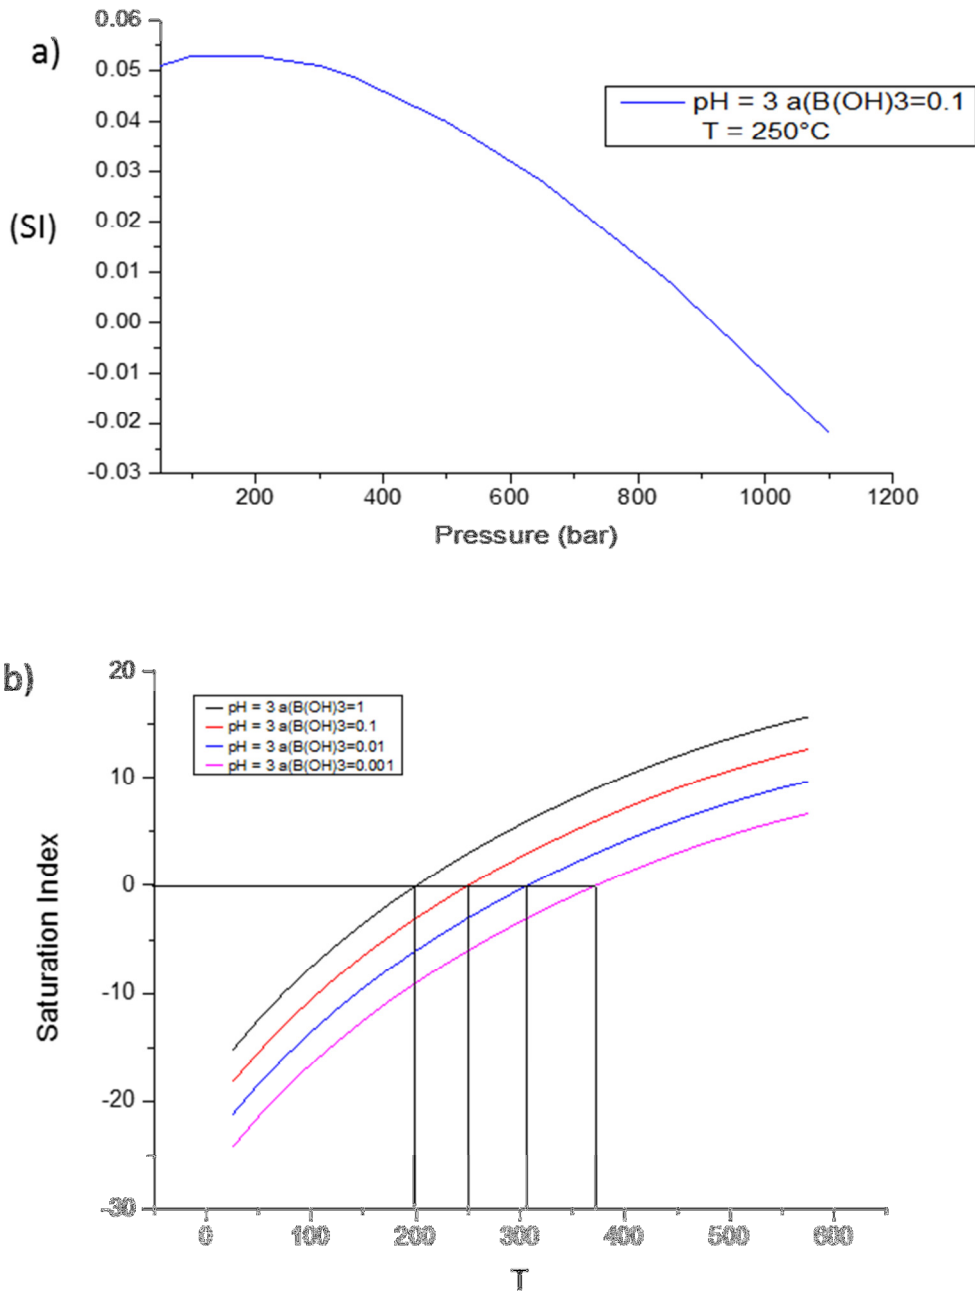 a)
0.06
0.05
0.04
0.03
0.02
0.01
0.00
-0.01
-0.02
-0.03
(SI)
pH = 3 a(B(OH)3=0.1
T = 250°C
200
400
600
800
1000
1200
Pressure (bar)
b)
20
10
0
-10
-20
-30
Saturation Index
pH = 3 a(B(OH)3=1
pH = 3 a(B(OH)3=0.1
pH = 3 a(B(OH)3=0.01
pH = 3 a(B(OH)3=0.001
0
100
200
300
400
500
600
T